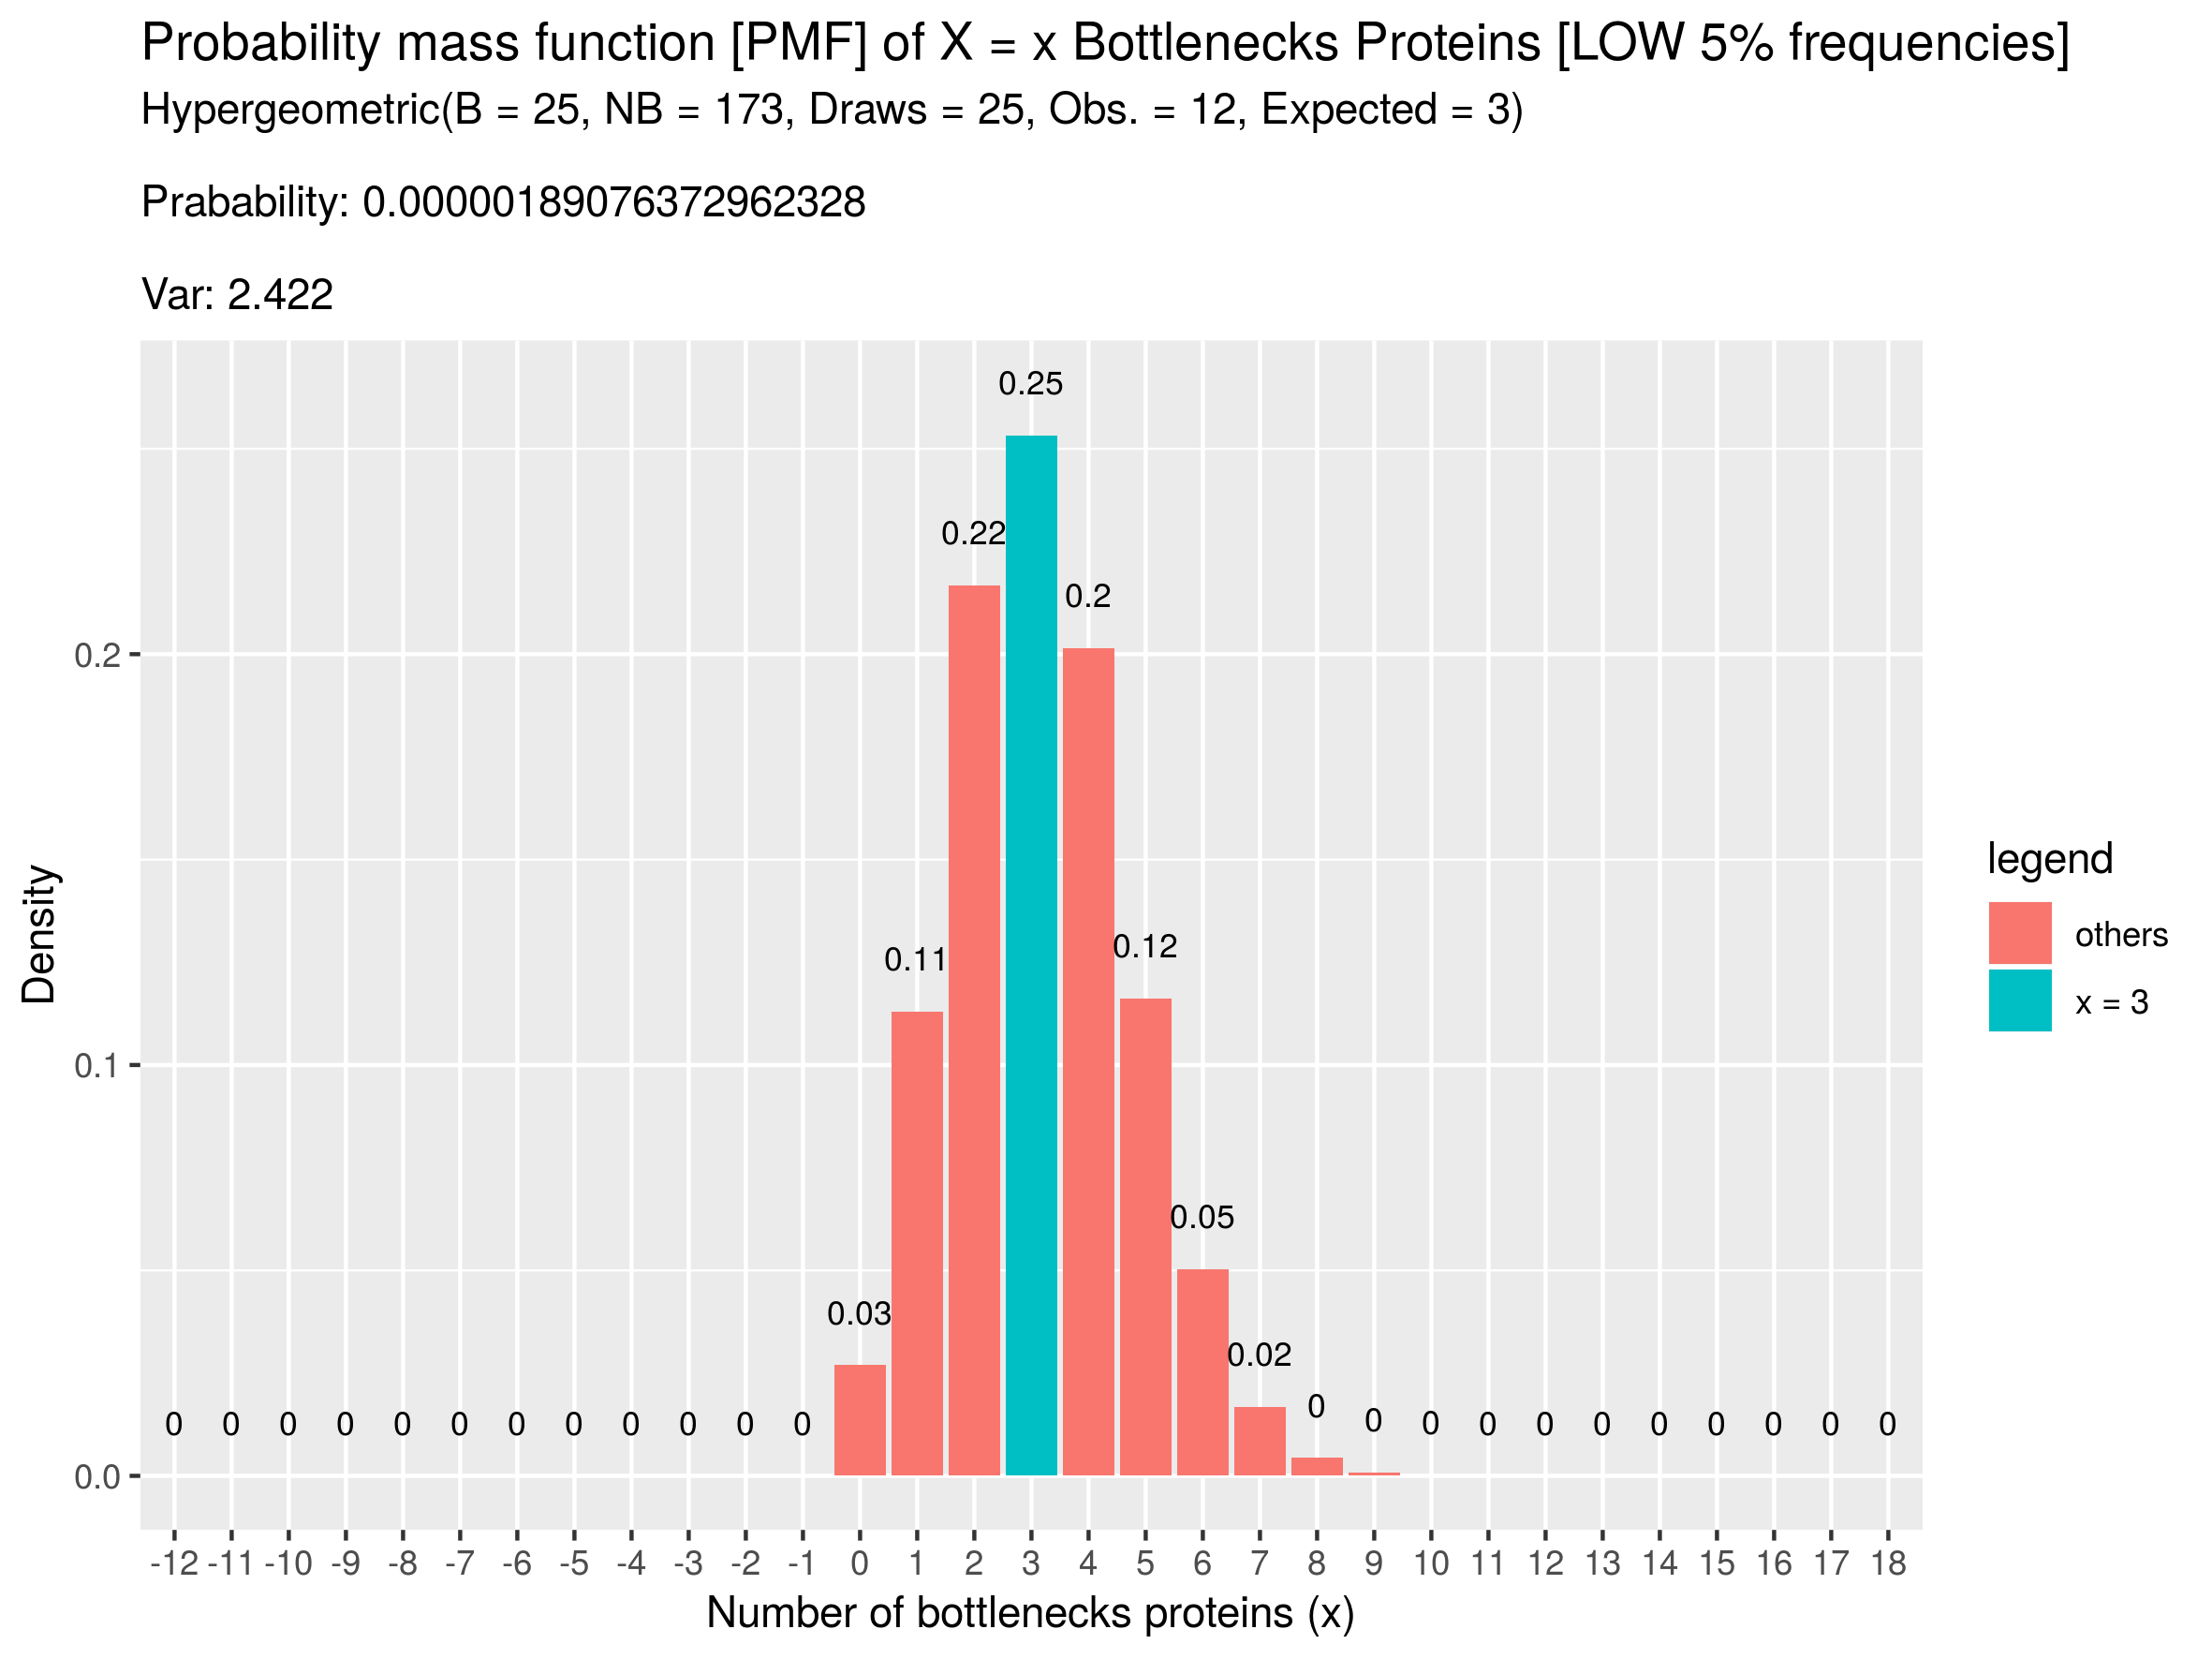 Probability mass function [PMF] of X = x Bottlenecks Proteins [LOW 5% frequencies]
Hypergeometric(B = 25, NB = 173, Draws = 25, Obs. = 12, Expected = 3)
Prabability: 0.00000189076372962328
Var: 2.422
0.25
0.22
0.2
0.2
0.11
0.12
0.1
0.05
0.03
0.02
0 0 0 0 0 0 0 0 0 0 0 0 0 0 0 0 0 0 0 0 0 0 0
0.0
-12 -11 -10 -9 -8 -7 -6 -5 -4 -3 -2 -1 0 1 2 3 4 5 6 7 8 9 10 11 12 13 14 15 16 17 18
Number of bottlenecks proteins (x)
Density
legend
others
x = 3